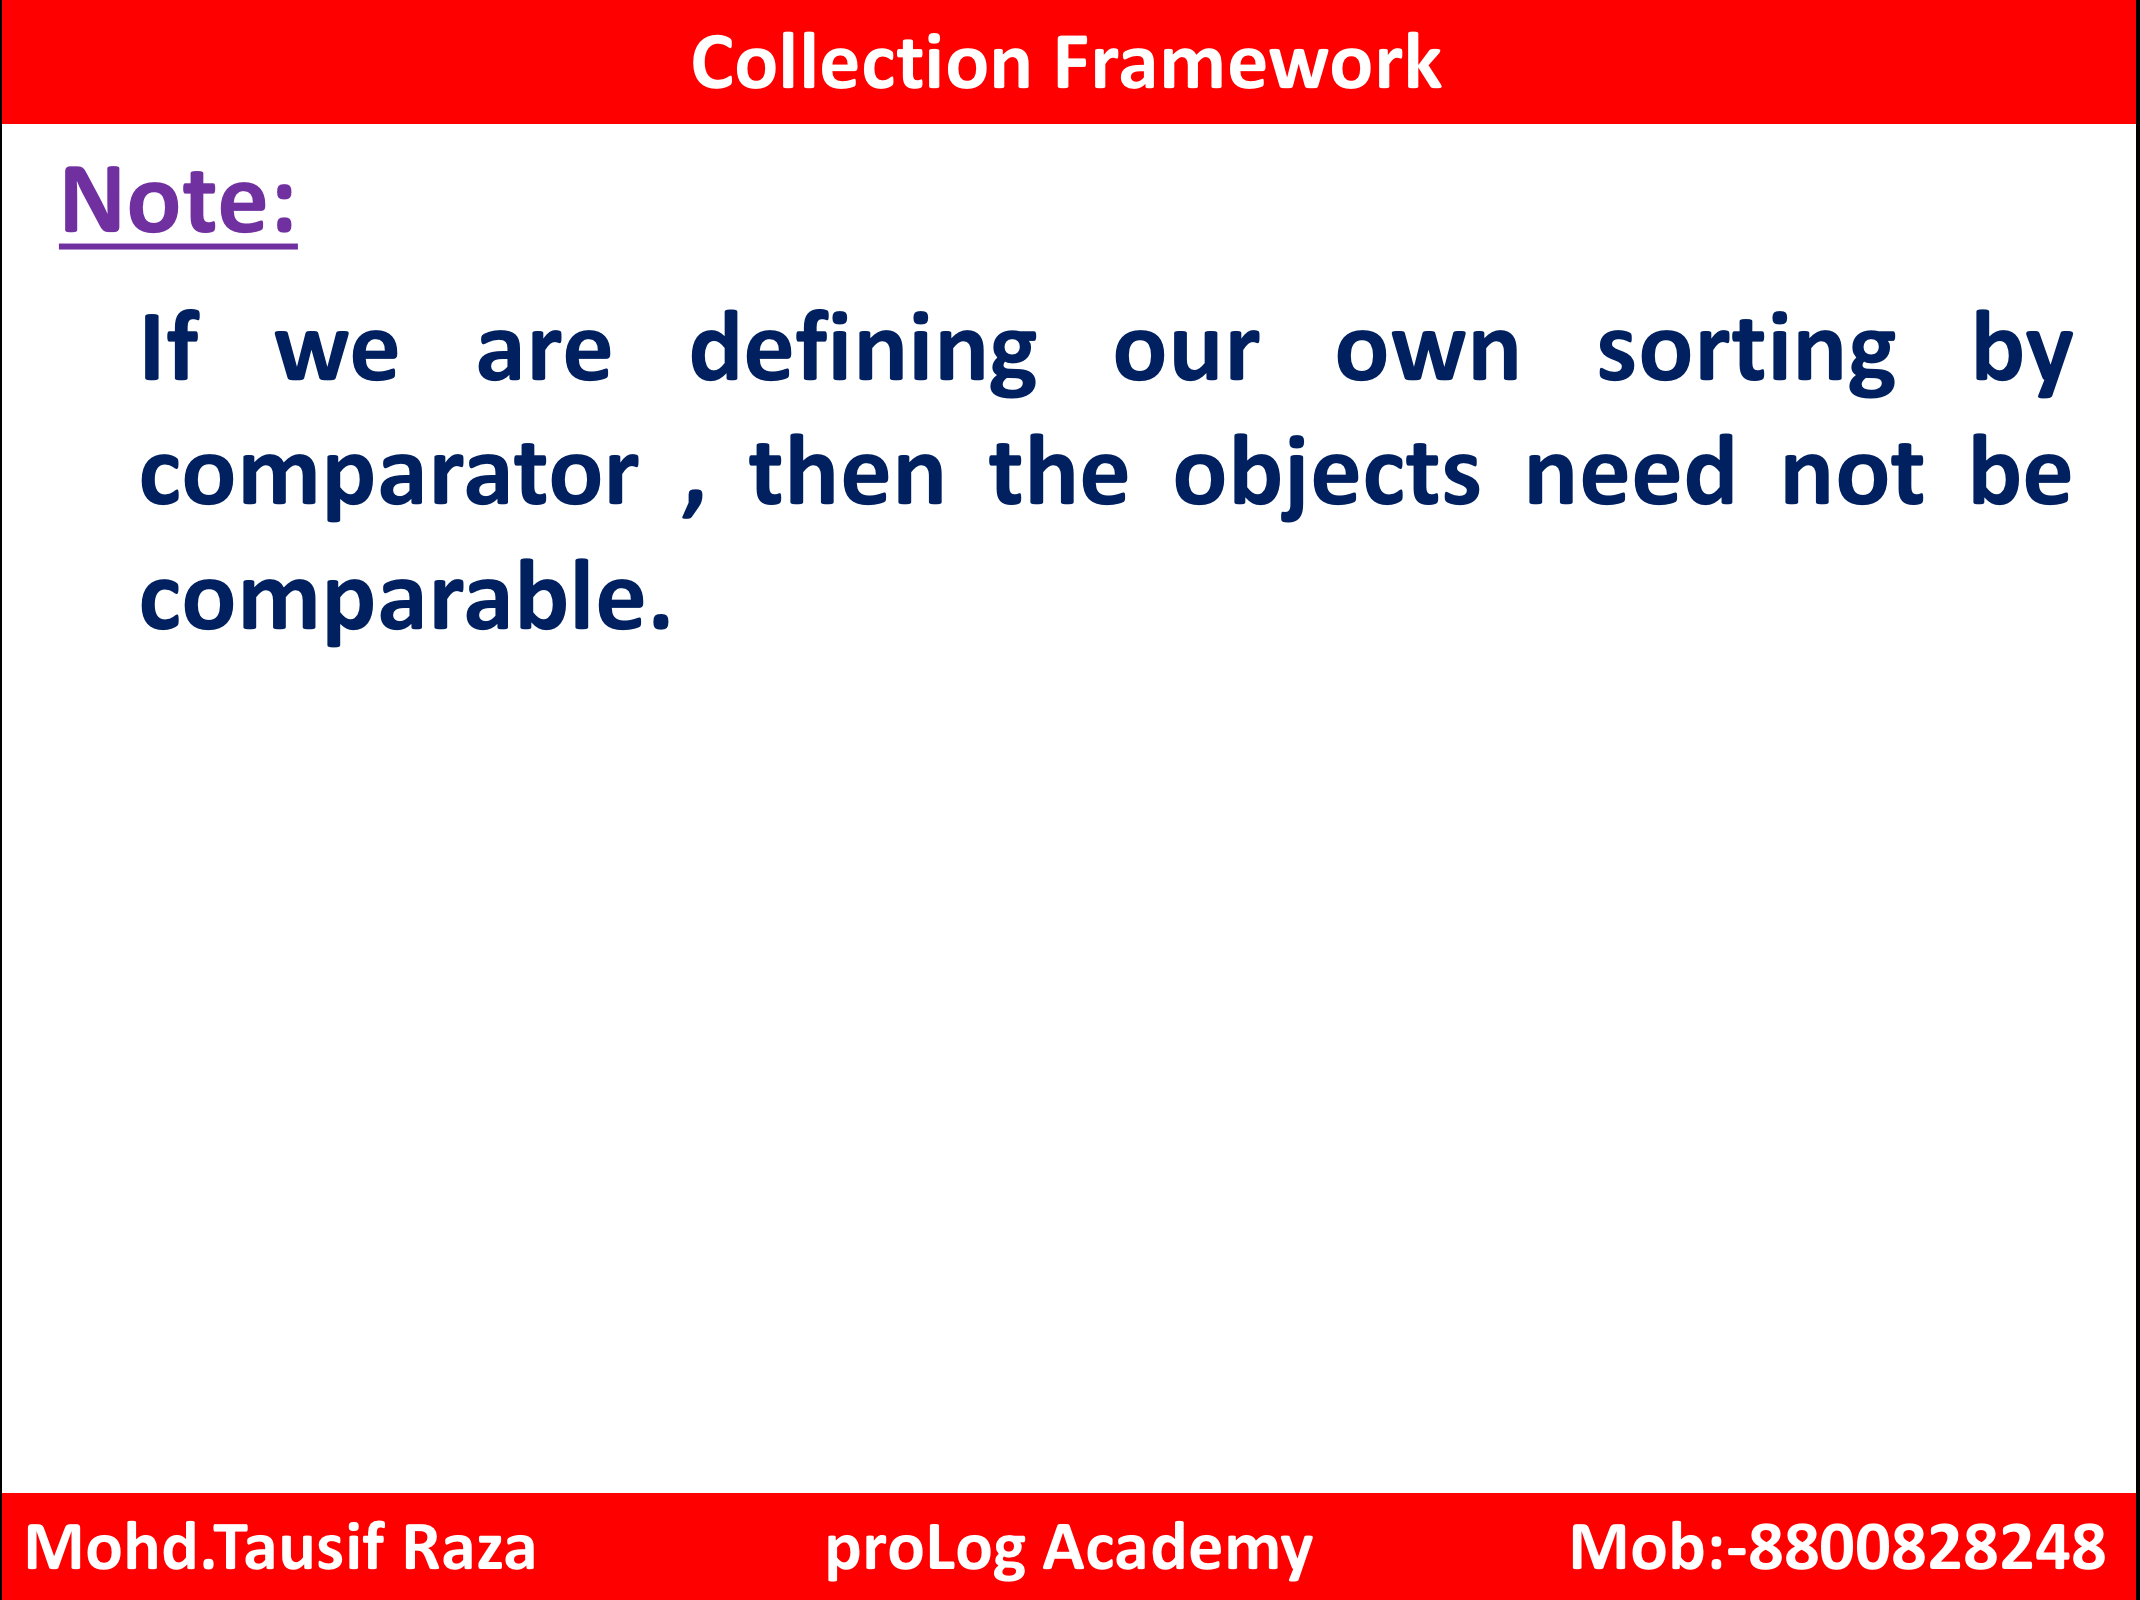 Collection Framework
Note:
If we are defining our own sorting by
comparator , then the objects need not be
comparable.
Mohd.Tausif Raza proLog Academy Mob:-8800828248